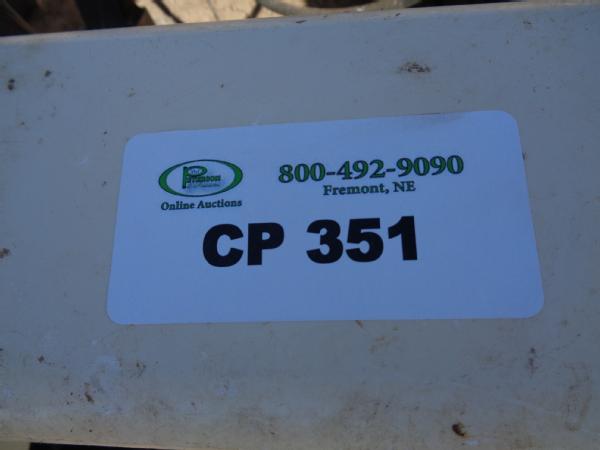 800-492-9090
Fremont, NE
Online Auctions
CP 351